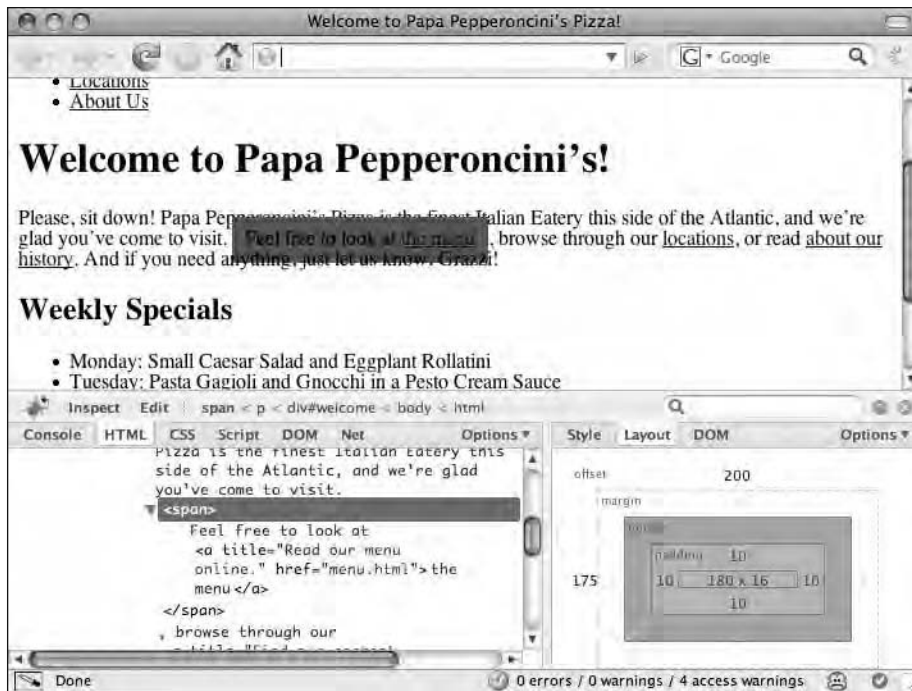 Welcome to Papa Pepperoncini's Pizza!
G Google
Locations
About Us
Welcome to Papa Pepperoncini's!
Please, sit down! Papa Pepperoncini's Pizza is the finest Italian Eatery this side of the Atlantic, and we're
glad you've come to visit. Feel free to look at the menu , browse through our locations, or read about our
history. And if you need anything, just let us know. Grazzi!
Weekly Specials
Monday: Small Caesar Salad and Eggplant Rollatini
Tuesday: Pasta Gagioli and Gnocchi in a Pesto Cream Sauce
Inspect Edit span < p < div#welcome < body < html
Console HTML CSS Script DOM Net Options
Style Layout DOM Options
Pizza is the finest Italian Eatery this
side of the Atlantic, and we're glad
you've come to visit.
<span>
Feel free to look at
<a title="Read our menu
online." href="menu.html">the
menu</a>
</span>
, browse through our
offset 200
margin
padding 10
175 10 180 x 16 10
10
Done 0 errors / 0 warnings / 4 access warnings